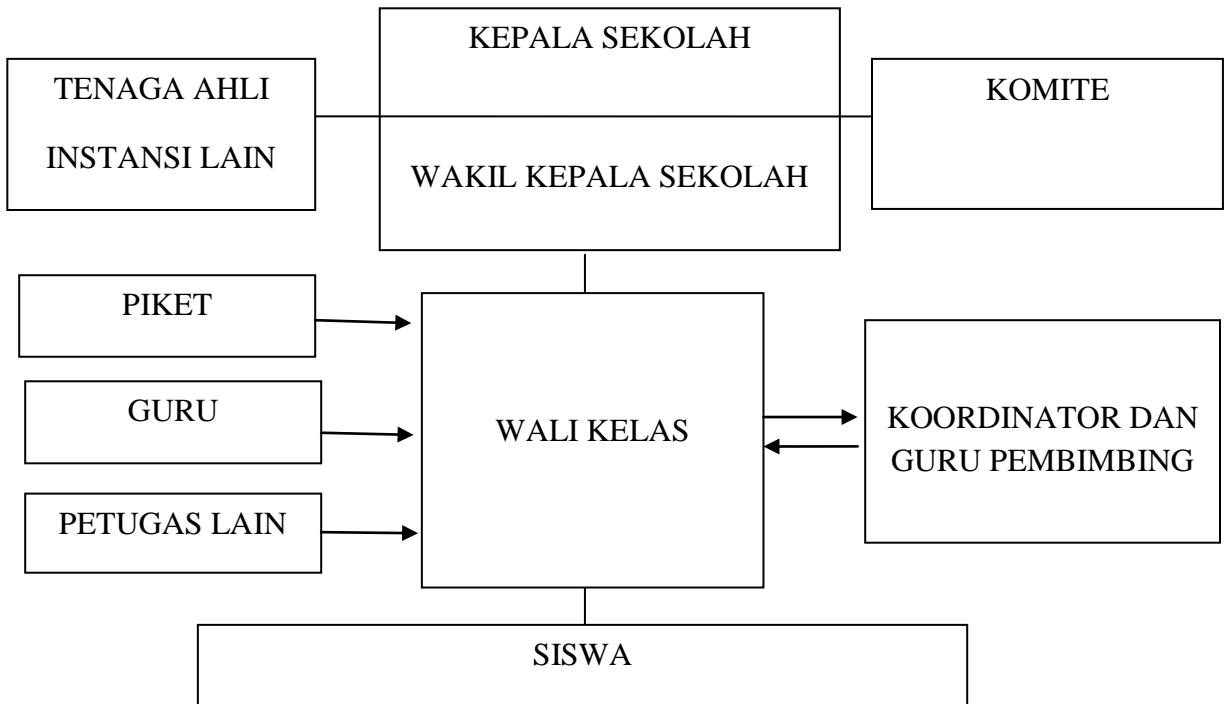 KEPALA SEKOLAH
TENAGA AHLI
INSTANSI LAIN
KOMITE
WAKIL KEPALA SEKOLAH
PIKET
GURU
PETUGAS LAIN
WALI KELAS
KOORDINATOR DAN
GURU PEMBIMBING
SISWA